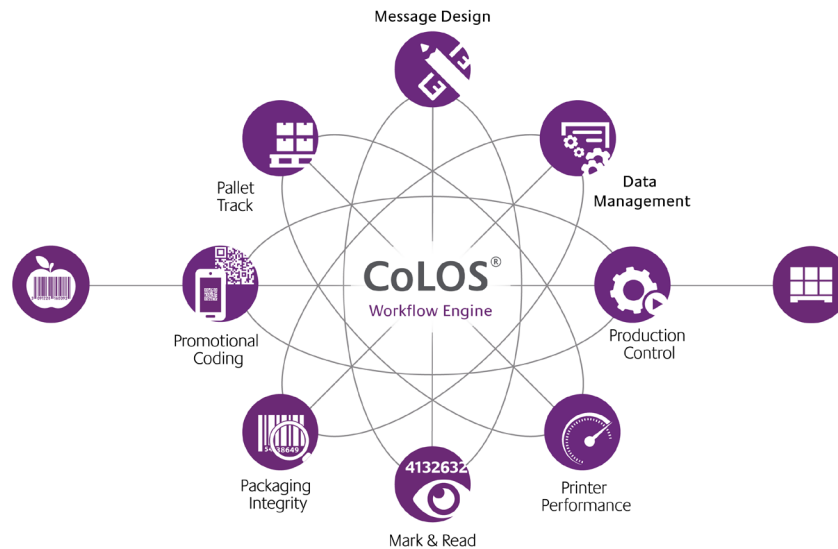 Message Design
Pallet
Track
Data
Management
CoLOS®
Workflow Engine
Promotional
Coding
Production
Control
4132632
Packaging
Integrity
Printer
Performance
Mark & Read